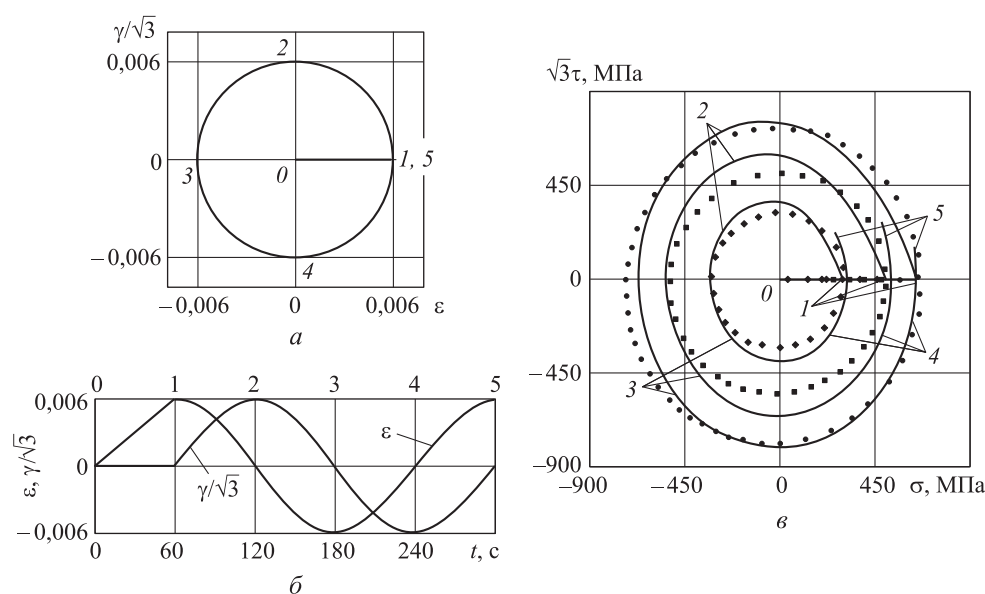 γ/√3
0,006
2
0
3
0
1, 5
−0,006
4
−0,006 0 0,006 ε
а
0 1 2 3 4 5
0,006
ε, γ/√3
0
ε
γ/√3
−0,006
0 60 120 180 240 t, с
б
√3τ, МПа
2
450
5
0
0
1
4
−450
3
−900
−900 −450 0 450 σ, МПа
в